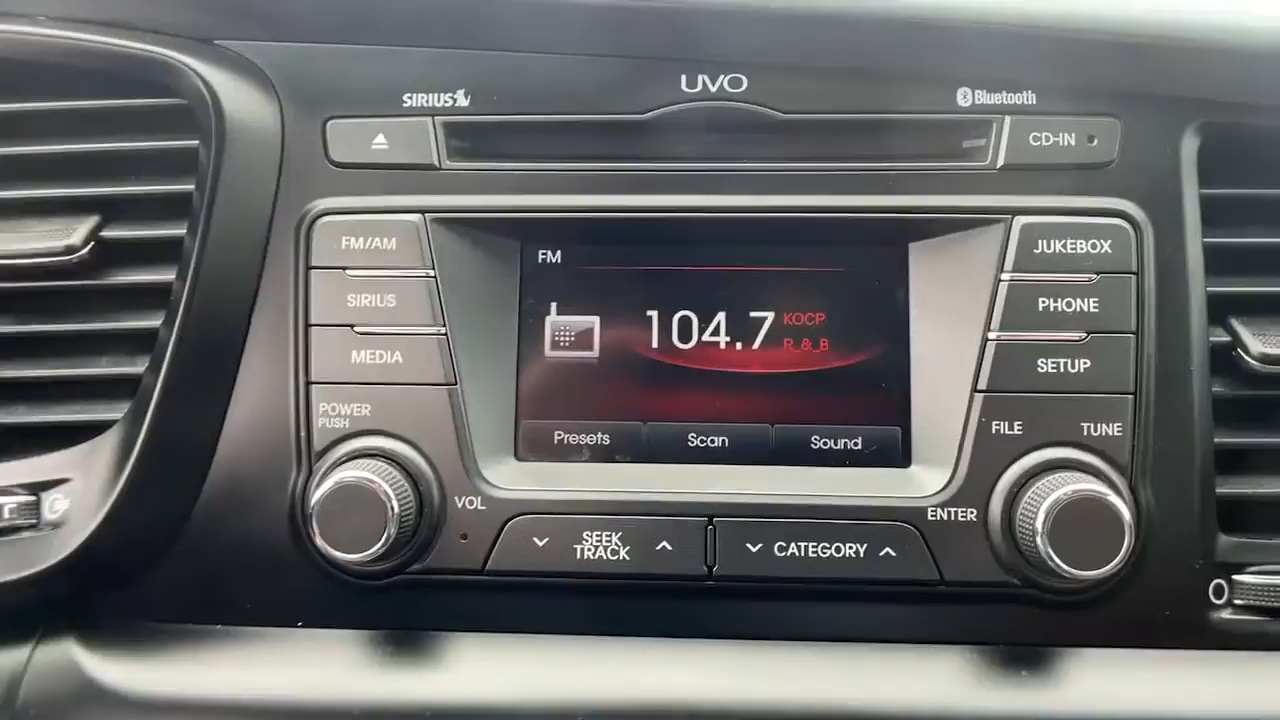 UVO
SIRIUS
Bluetooth
CD-IN
FM/AM
JUKEBOX
FM
SIRIUS
PHONE
104.7
KOCP
R_&_B
MEDIA
SETUP
POWER
PUSH
Presets
Scan
Sound
FILE
TUNE
VOL
ENTER
SEEK
TRACK
CATEGORY